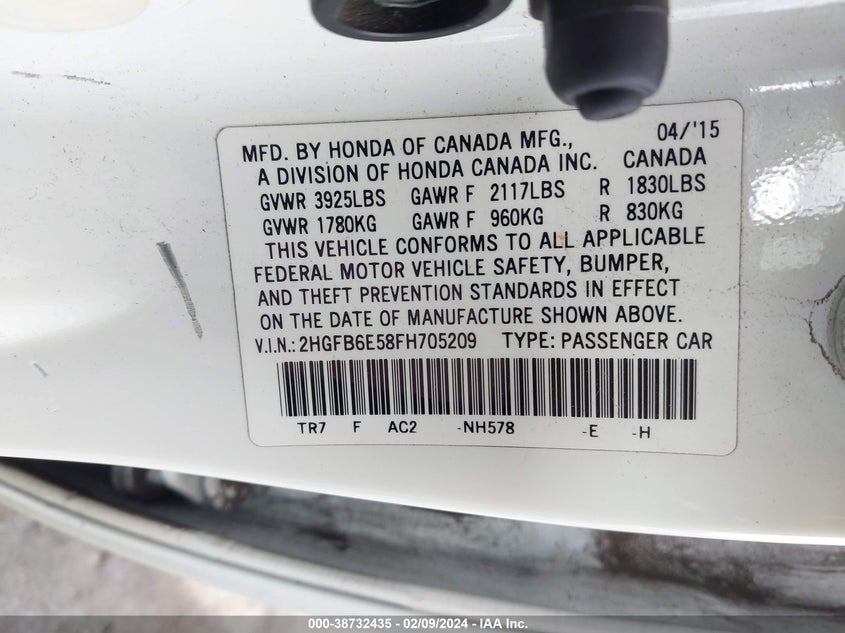 MFD. BY HONDA OF CANADA MFG., 04/'15
A DIVISION OF HONDA CANADA INC. CANADA
GVWR 3925LBS GAWR F 2117LBS R 1830LBS
GVWR 1780KG GAWR F 960KG R 830KG
THIS VEHICLE CONFORMS TO ALL APPLICABLE
FEDERAL MOTOR VEHICLE SAFETY, BUMPER,
AND THEFT PREVENTION STANDARDS IN EFFECT
ON THE DATE OF MANUFACTURE SHOWN ABOVE.
V.I.N.: 2HGFB6E58FH705209 TYPE: PASSENGER CAR
TR7 F AC2 -NH578 -E -H
000-38732435 - 02/09/2024 - IAA Inc.